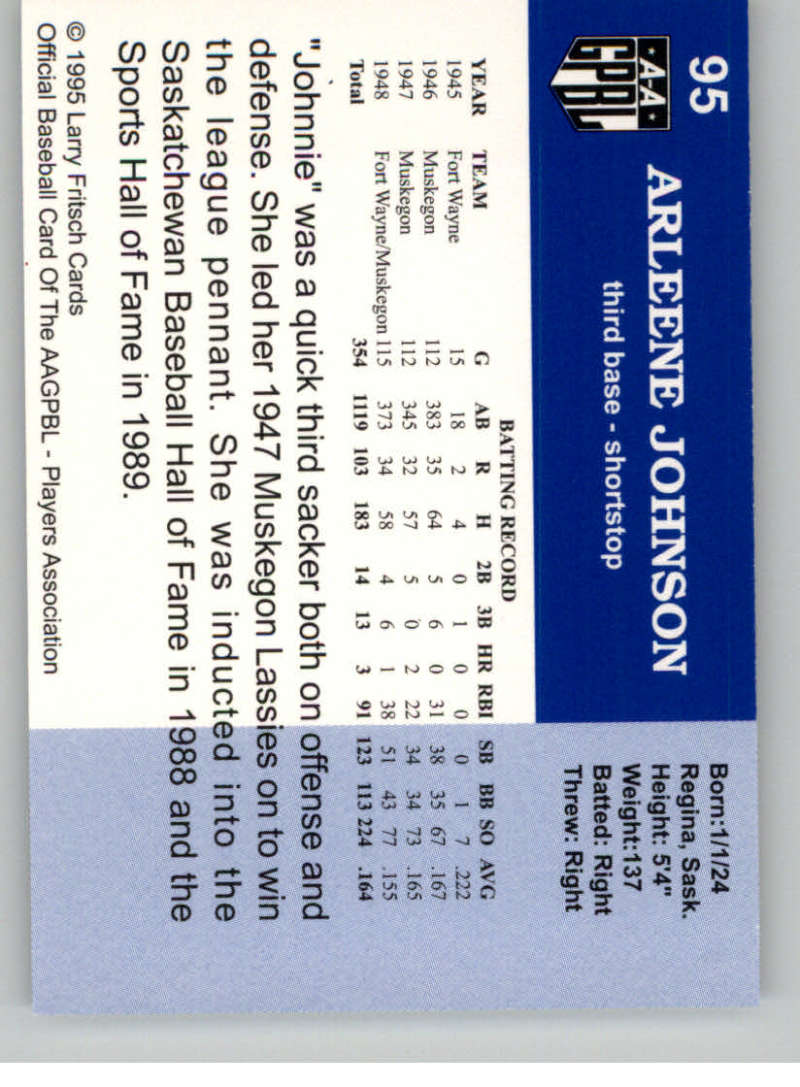 95
AA
GPBL
ARLEENE JOHNSON
third base - shortstop
Born:1/1/24
Regina, Sask.
Height: 5'4"
Weight:137
Batted: Right
Threw: Right
BATTING RECORD
YEAR TEAM G AB R H 2B 3B HR RBI SB BB SO AVG
1945 Fort Wayne 15 18 2 4 0 1 0 0 0 1 7 .222
1946 Muskegon 112 383 35 64 5 6 0 31 38 35 67 .167
1947 Muskegon 112 345 32 57 5 0 2 22 34 34 73 .165
1948 Fort Wayne/Muskegon 115 373 34 58 4 6 1 38 51 43 77 .155
Total 354 1119 103 183 14 13 3 91 123 113 224 .164
"Johnnie" was a quick third sacker both on offense and
defense. She led her 1947 Muskegon Lassies on to win
the league pennant. She was inducted into the
Saskatchewan Baseball Hall of Fame in 1988 and the
Sports Hall of Fame in 1989.
© 1995 Larry Fritsch Cards
Official Baseball Card Of The AAGPBL - Players Association